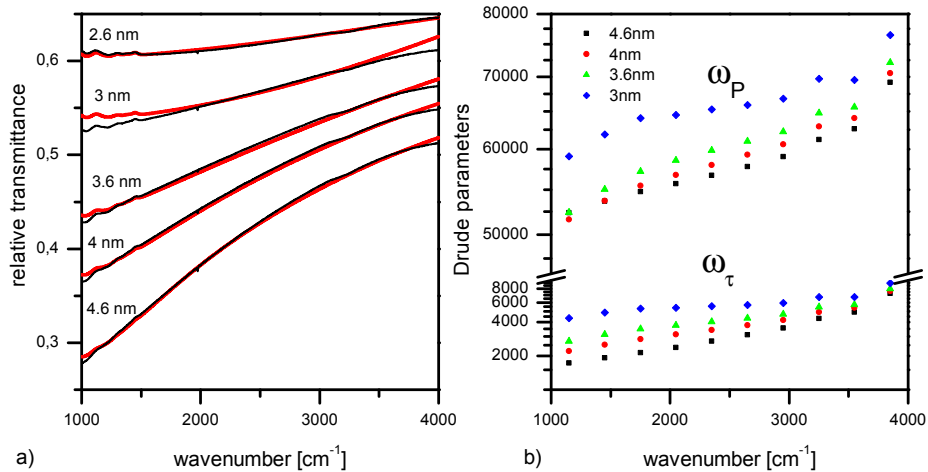 relative transmittance
0,6
0,5
0,4
0,3
2.6 nm
3 nm
3.6 nm
4 nm
4.6 nm
1000 2000 3000 4000
wavenumber [cm⁻¹]
a)
Drude parameters
80000
70000
60000
50000
8000
6000
4000
2000
4.6nm
4nm
3.6nm
3nm
ωP
ωτ
1000 2000 3000 4000
wavenumber [cm⁻¹]
b)